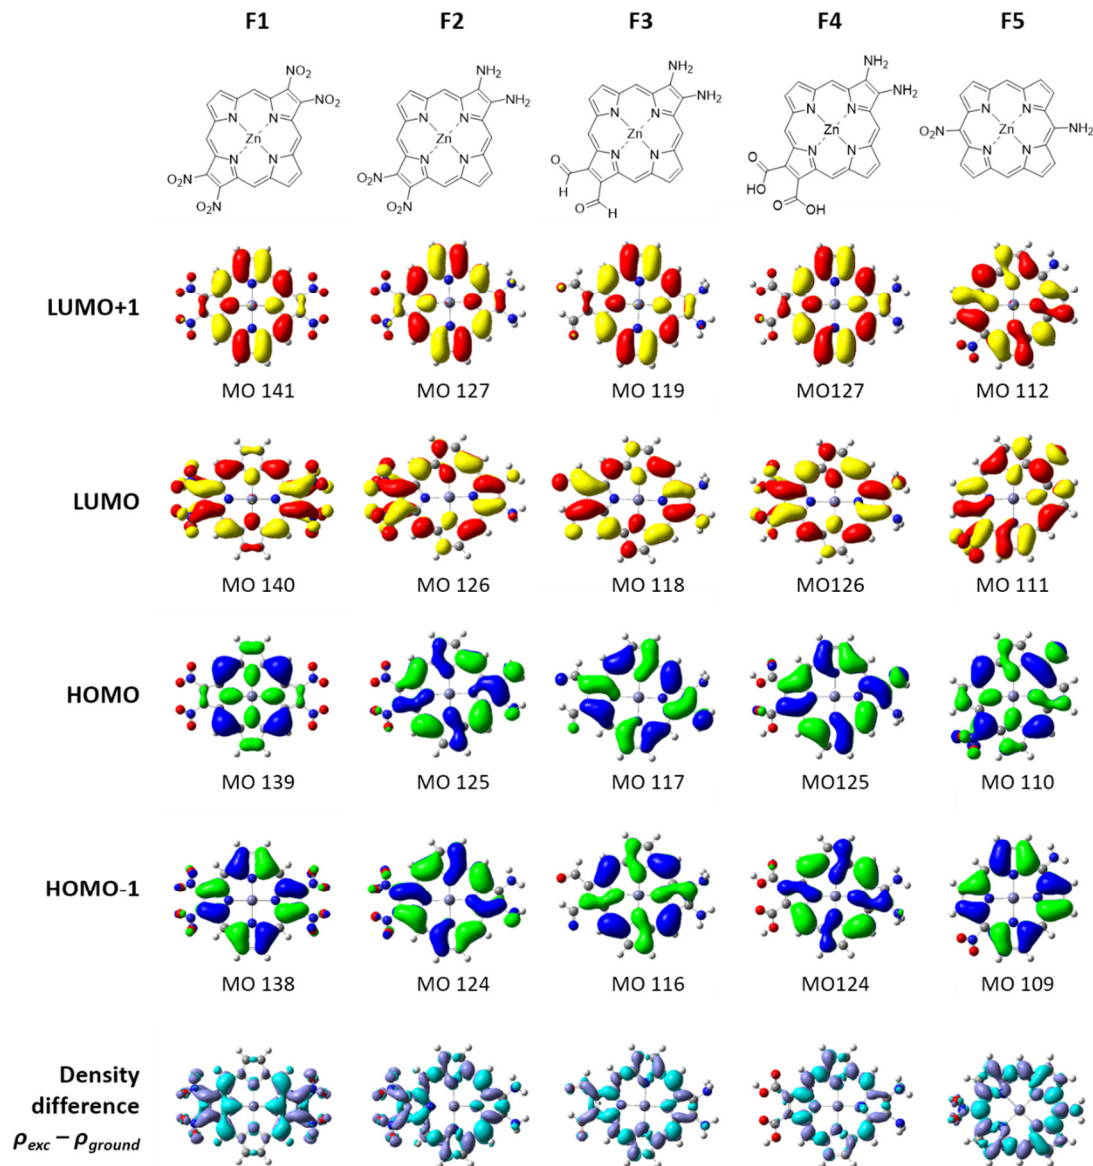 F1 F2 F3 F4 F5
NO₂ NH₂ NH₂ NH₂
NO₂ NH₂ NH₂ NH₂
N N N N N N N N N N
Zn Zn Zn Zn O₂N Zn NH₂
N N N N N N N N N N
O₂N O₂N O O
O₂N O₂N H O HO O
H OH
LUMO+1
MO 141 MO 127 MO 119 MO127 MO 112
LUMO
MO 140 MO 126 MO 118 MO126 MO 111
HOMO
MO 139 MO 125 MO 117 MO125 MO 110
HOMO-1
MO 138 MO 124 MO 116 MO124 MO 109
Density
difference
ρexc − ρground